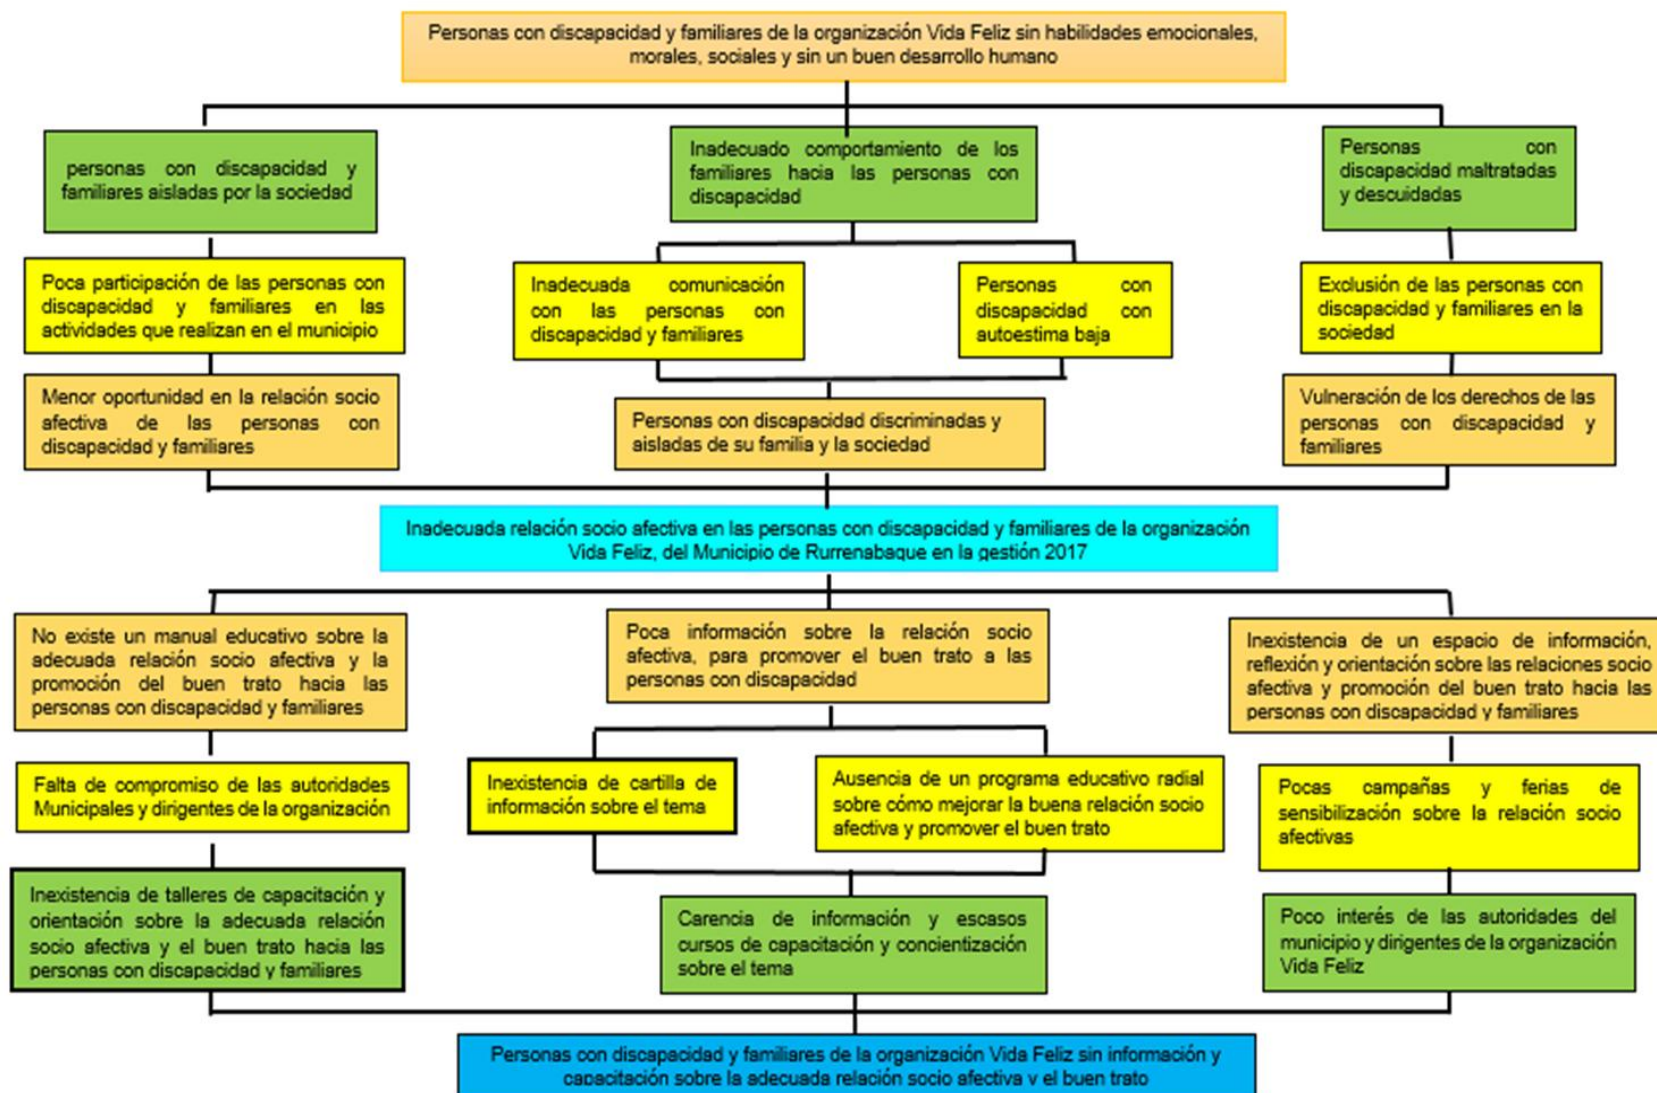 Personas con discapacidad y familiares de la organización Vida Feliz sin habilidades emocionales,
morales, sociales y sin un buen desarrollo humano
personas con discapacidad y
familiares aisladas por la sociedad
Inadecuado comportamiento de los
familiares hacia las personas con
discapacidad
Personas con
discapacidad maltratadas
y descuidadas
Poca participación de las personas con
discapacidad y familiares en las
actividades que realizan en el municipio
Inadecuada comunicación
con las personas con
discapacidad y familiares
Personas con
discapacidad con
autoestima baja
Exclusión de las personas con
discapacidad y familiares en la
sociedad
Menor oportunidad en la relación socio
afectiva de las personas con
discapacidad y familiares
Personas con discapacidad discriminadas y
aisladas de su familia y la sociedad
Vulneración de los derechos de las
personas con discapacidad y
familiares
Inadecuada relación socio afectiva en las personas con discapacidad y familiares de la organización
Vida Feliz, del Municipio de Rurrenabaque en la gestión 2017
No existe un manual educativo sobre la
adecuada relación socio afectiva y la
promoción del buen trato hacia las
personas con discapacidad y familiares
Poca información sobre la relación socio
afectiva, para promover el buen trato a las
personas con discapacidad
Inexistencia de un espacio de información,
reflexión y orientación sobre las relaciones socio
afectiva y promoción del buen trato hacia las
personas con discapacidad y familiares
Falta de compromiso de las autoridades
Municipales y dirigentes de la organización
Inexistencia de cartilla de
información sobre el tema
Ausencia de un programa educativo radial
sobre cómo mejorar la buena relación socio
afectiva y promover el buen trato
Pocas campañas y ferias de
sensibilización sobre la relación socio
afectivas
Inexistencia de talleres de capacitación y
orientación sobre la adecuada relación
socio afectiva y el buen trato hacia las
personas con discapacidad y familiares
Carencia de información y escasos
cursos de capacitación y concientización
sobre el tema
Poco interés de las autoridades del
municipio y dirigentes de la organización
Vida Feliz
Personas con discapacidad y familiares de la organización Vida Feliz sin información y
capacitación sobre la adecuada relación socio afectiva y el buen trato